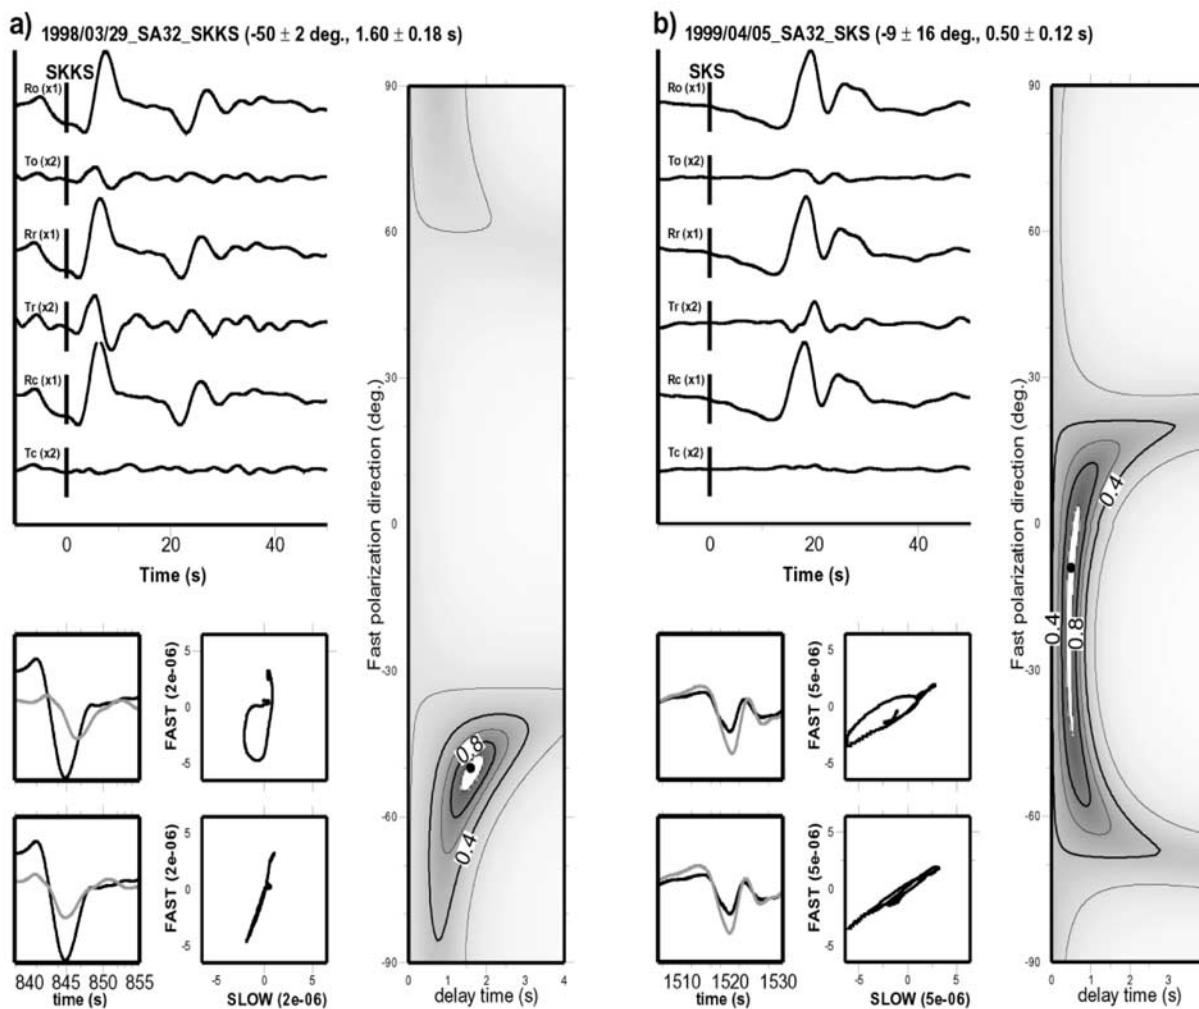 a) 1998/03/29_SA32_SKKS (-50 ± 2 deg., 1.60 ± 0.18 s)
SKKS
Ro (x1)
To (x2)
Rr (x1)
Tr (x2)
Rc (x1)
Tc (x2)
0 20 40
Time (s)
90
60
30
0
-30
-60
-90
Fast polarization direction (deg.)
0.8
0.4
0 1 2 3 4
delay time (s)
FAST (2e-06)
5
0
-5
FAST (2e-06)
5
0
-5
840 845 850 855
time (s)
-5 0 5
SLOW (2e-06)
b) 1999/04/05_SA32_SKS (-9 ± 16 deg., 0.50 ± 0.12 s)
SKS
Ro (x1)
To (x2)
Rr (x1)
Tr (x2)
Rc (x1)
Tc (x2)
0 20 40
Time (s)
90
60
30
0
-30
-60
-90
Fast polarization direction (deg.)
0.4
0.4
0.8
0 1 2 3
delay time (s)
FAST (5e-06)
5
0
-5
FAST (5e-06)
5
0
-5
1510 1520 1530
time (s)
-5 0 5
SLOW (5e-06)